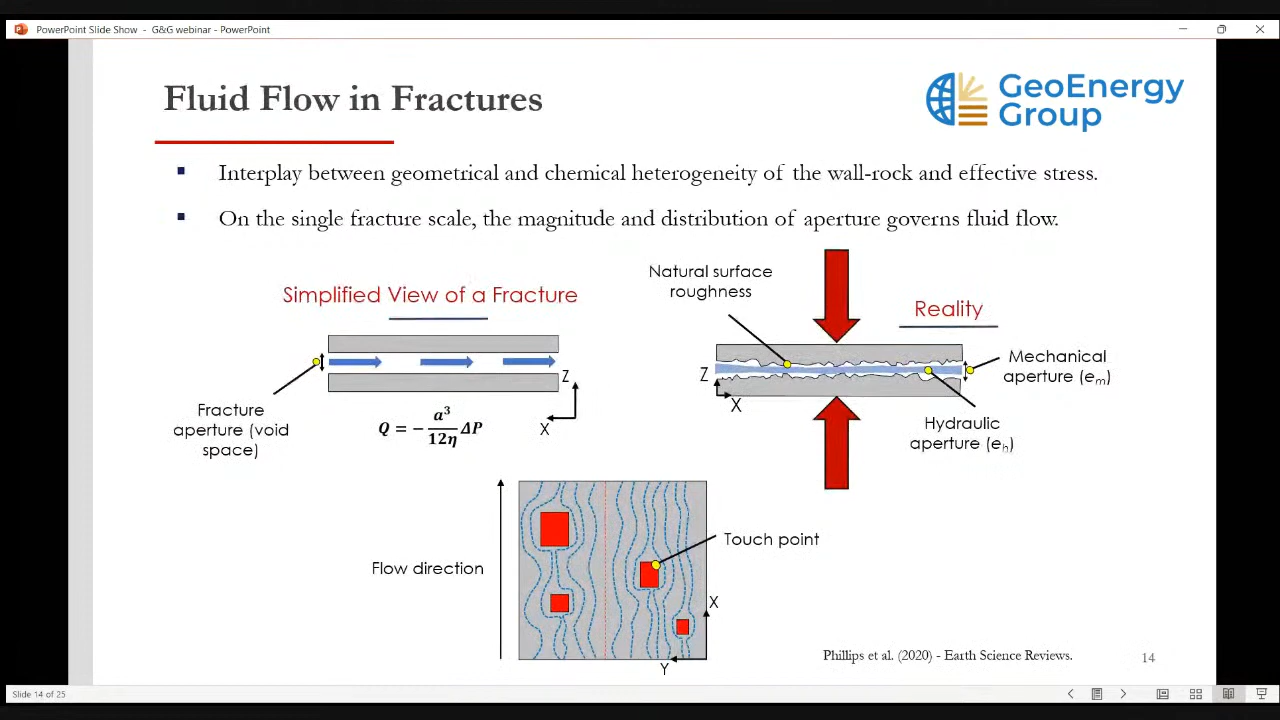 PowerPoint Slide Show - G&G webinar - PowerPoint
Fluid Flow in Fractures
GeoEnergy
Group
Interplay between geometrical and chemical heterogeneity of the wall-rock and effective stress.
On the single fracture scale, the magnitude and distribution of aperture governs fluid flow.
Simplified View of a Fracture
Fracture
aperture (void
space)
Z
X
Q = − a³/12η ΔP
Natural surface
roughness
Reality
Z
X
Mechanical
aperture (eₘ)
Hydraulic
aperture (eₕ)
Flow direction
Touch point
X
Y
Phillips et al. (2020) - Earth Science Reviews.
14
Slide 14 of 25